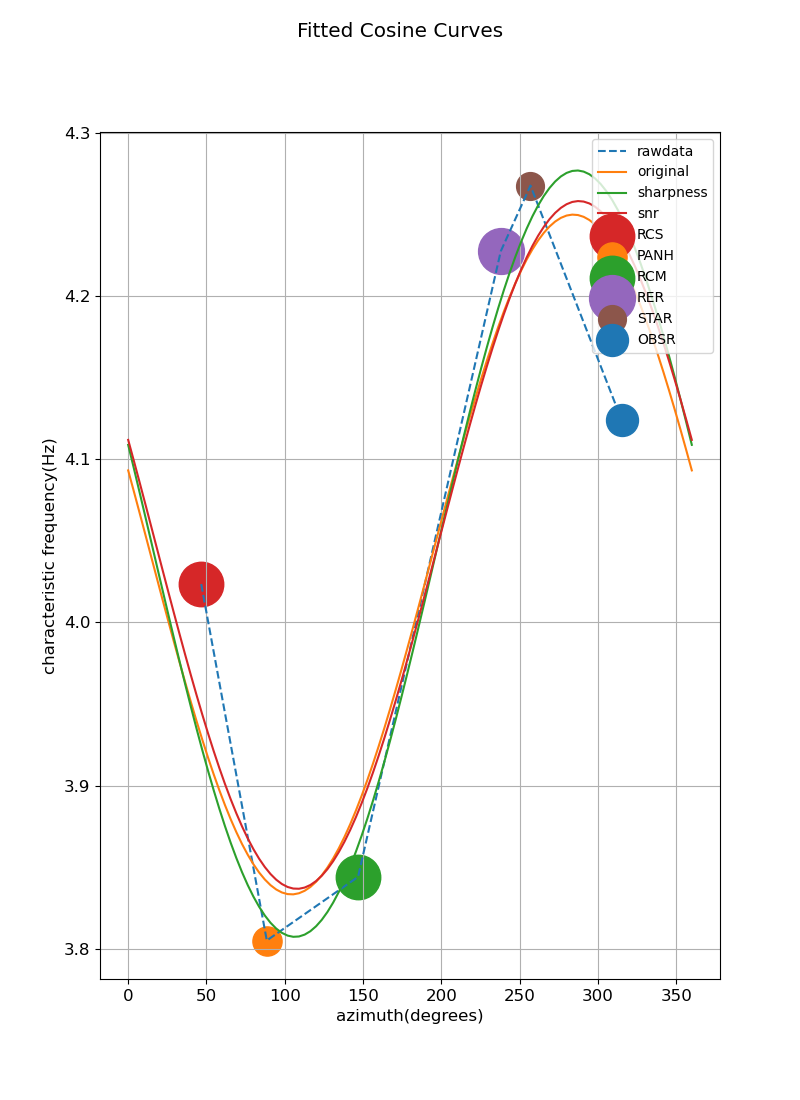 Fitted Cosine Curves
4.3
4.2
4.1
4.0
3.9
3.8
characteristic frequency(Hz)
rawdata
original
sharpness
snr
RCS
PANH
RCM
RER
STAR
OBSR
0 50 100 150 200 250 300 350
azimuth(degrees)